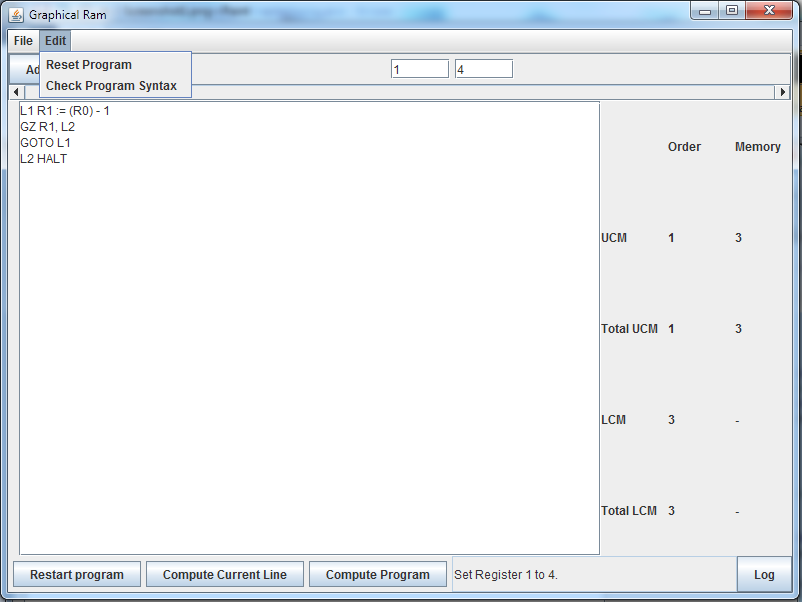 Graphical Ram
File Edit
Reset Program
Check Program Syntax
1 4
L1 R1 := (R0) - 1
GZ R1, L2
GOTO L1
L2 HALT
Order Memory
UCM 1 3
Total UCM 1 3
LCM 3 -
Total LCM 3 -
Restart program Compute Current Line Compute Program Set Register 1 to 4. Log